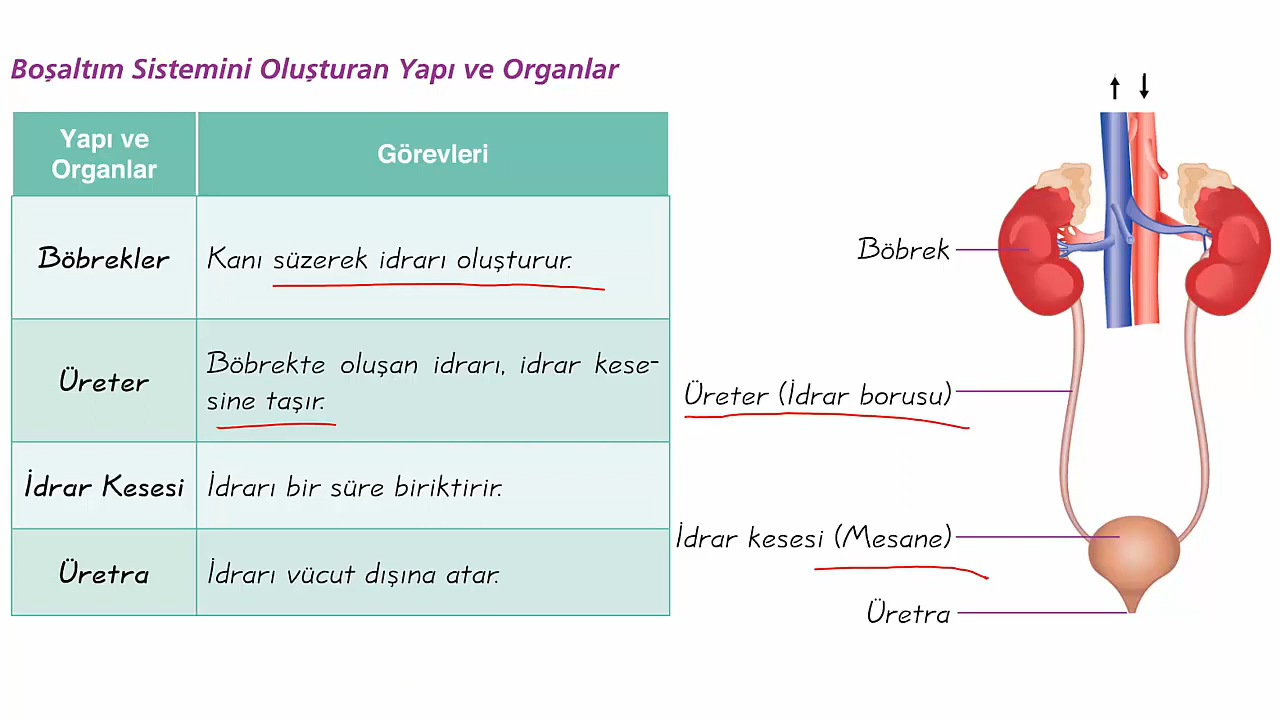 Boşaltım Sistemini Oluşturan Yapı ve Organlar
Yapı ve
Organlar
Görevleri
Böbrekler
Kanı süzerek idrarı oluşturur.
Üreter
Böbrekte oluşan idrarı, idrar kese-
sine taşır.
İdrar Kesesi
İdrarı bir süre biriktirir.
Üretra
İdrarı vücut dışına atar.
Böbrek
Üreter (İdrar borusu)
İdrar kesesi (Mesane)
Üretra